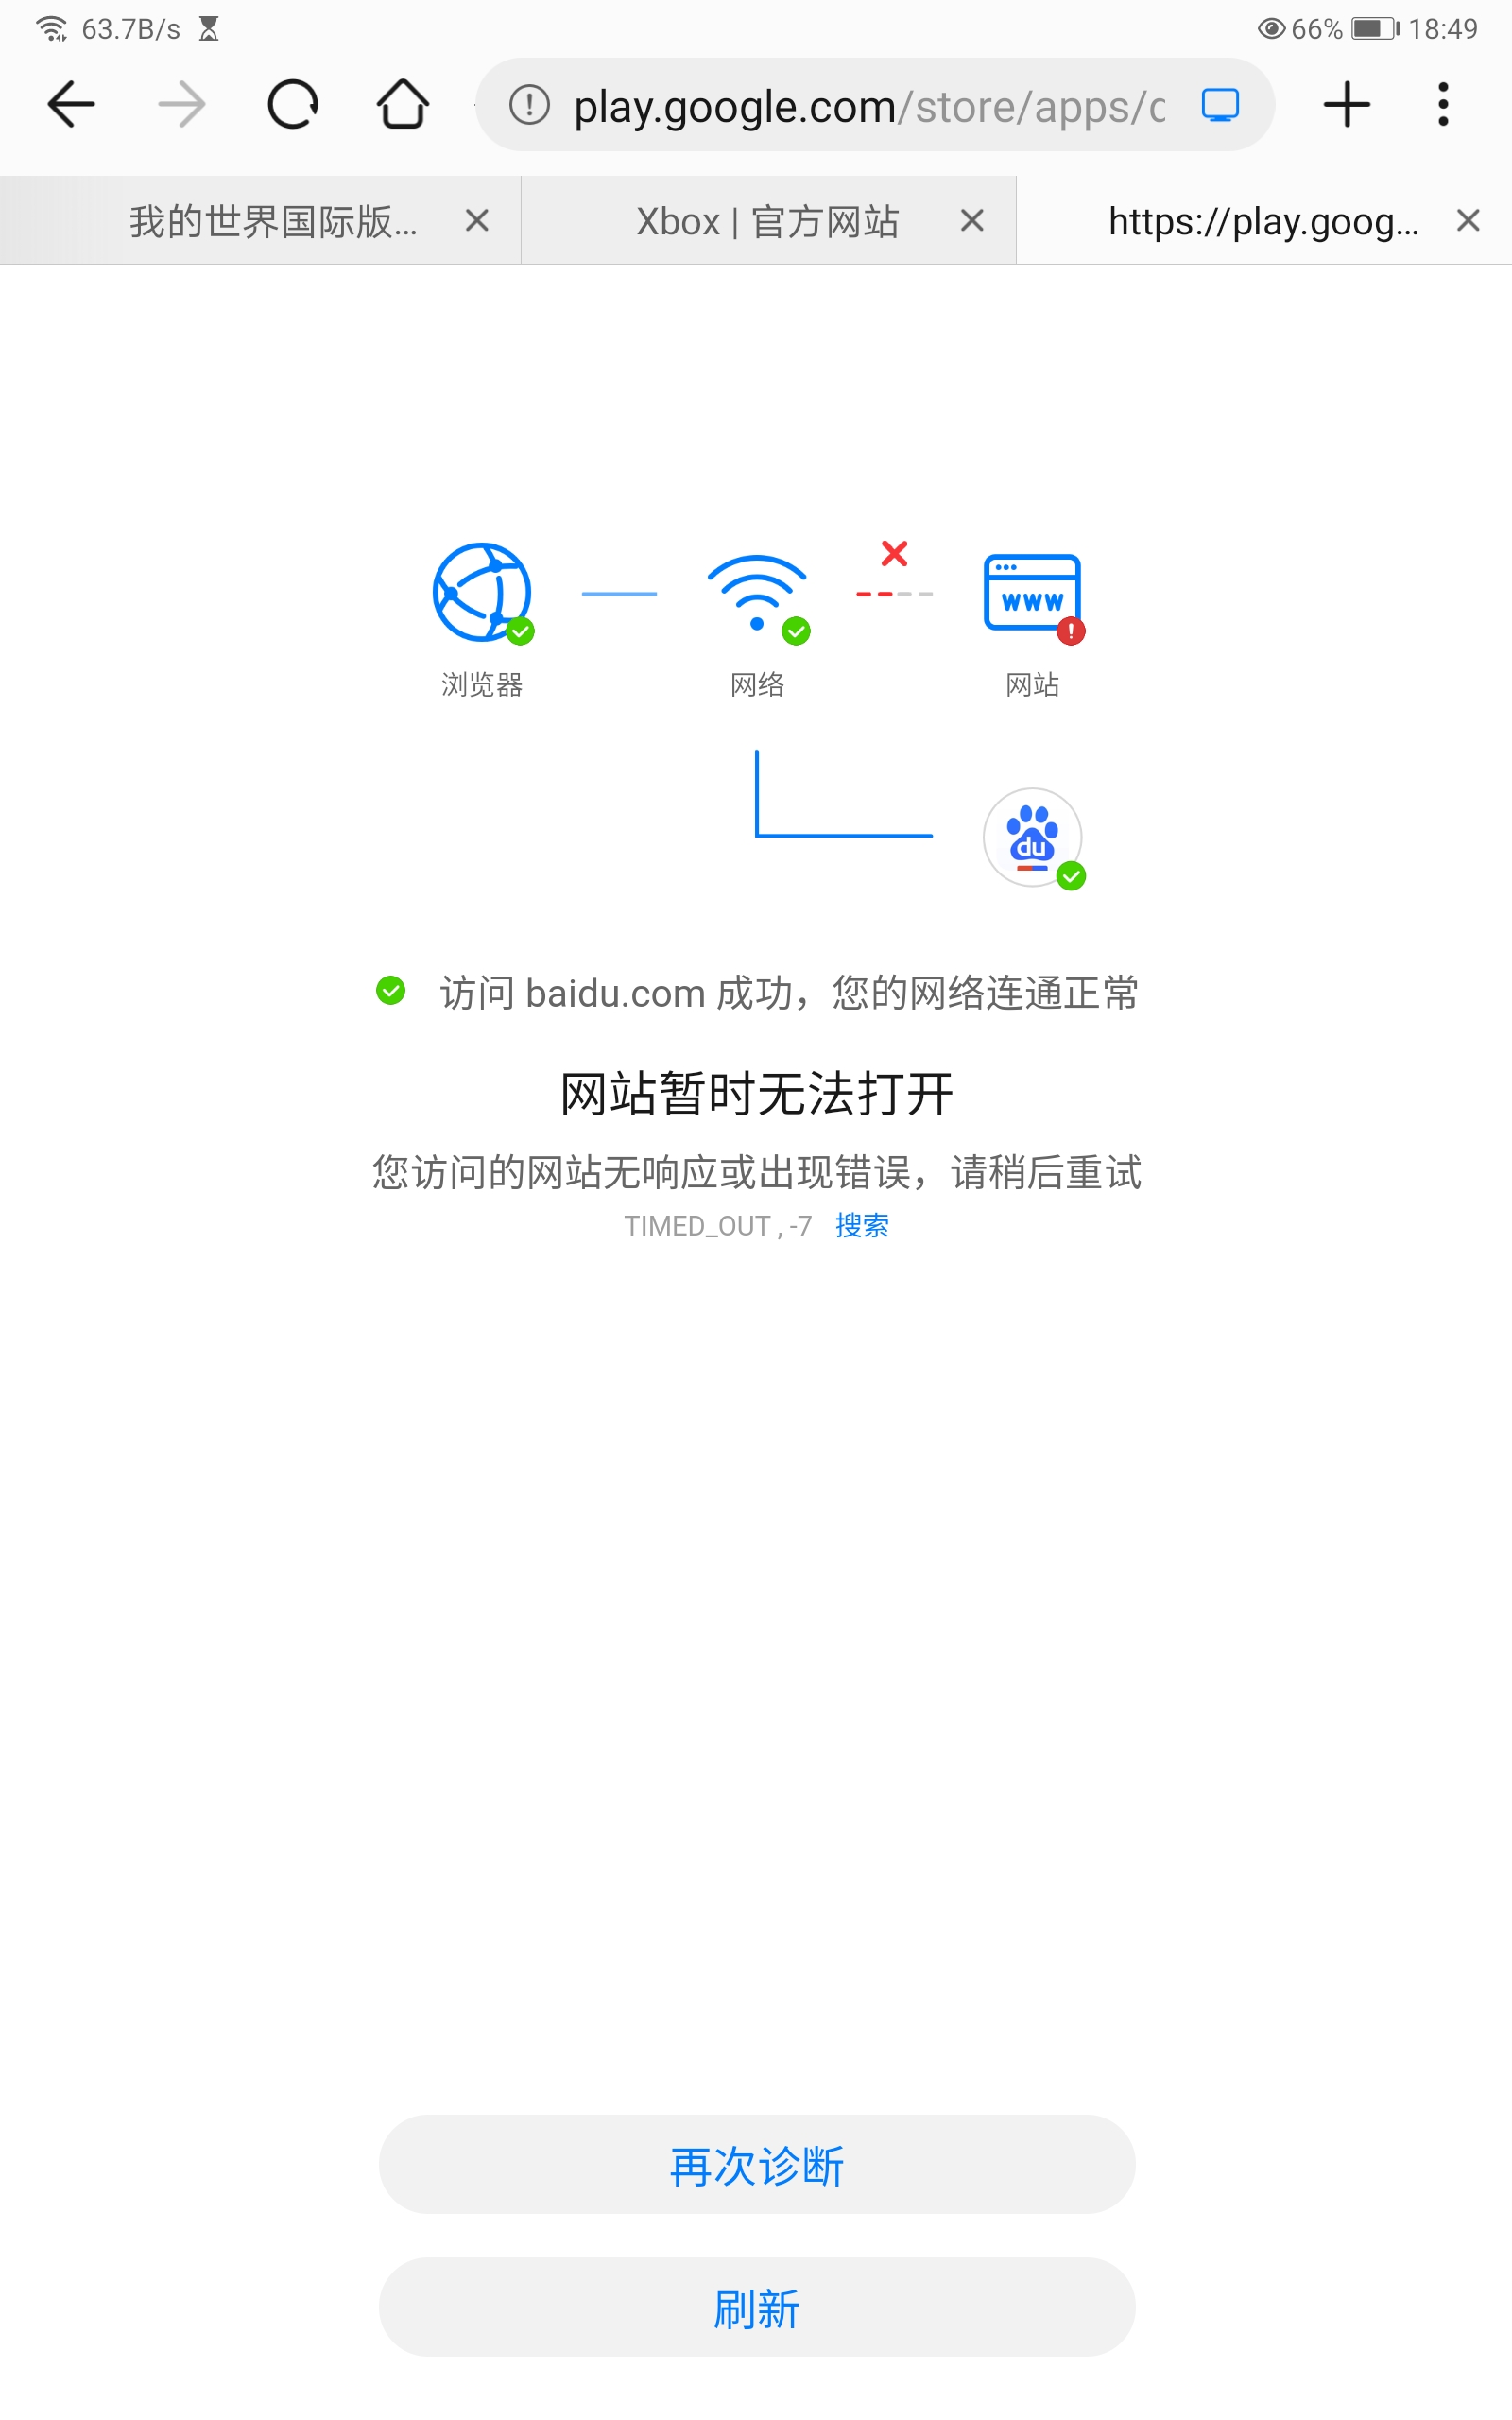 63.7B/s
66% 18:49
play.google.com/store/apps/
我的世界国际版...
Xbox | 官方网站
https://play.goog...
www
浏览器
网络
网站
du
访问 baidu.com 成功，您的网络连通正常
网站暂时无法打开
您访问的网站无响应或出现错误，请稍后重试
TIMED_OUT , -7 搜索
再次诊断
刷新